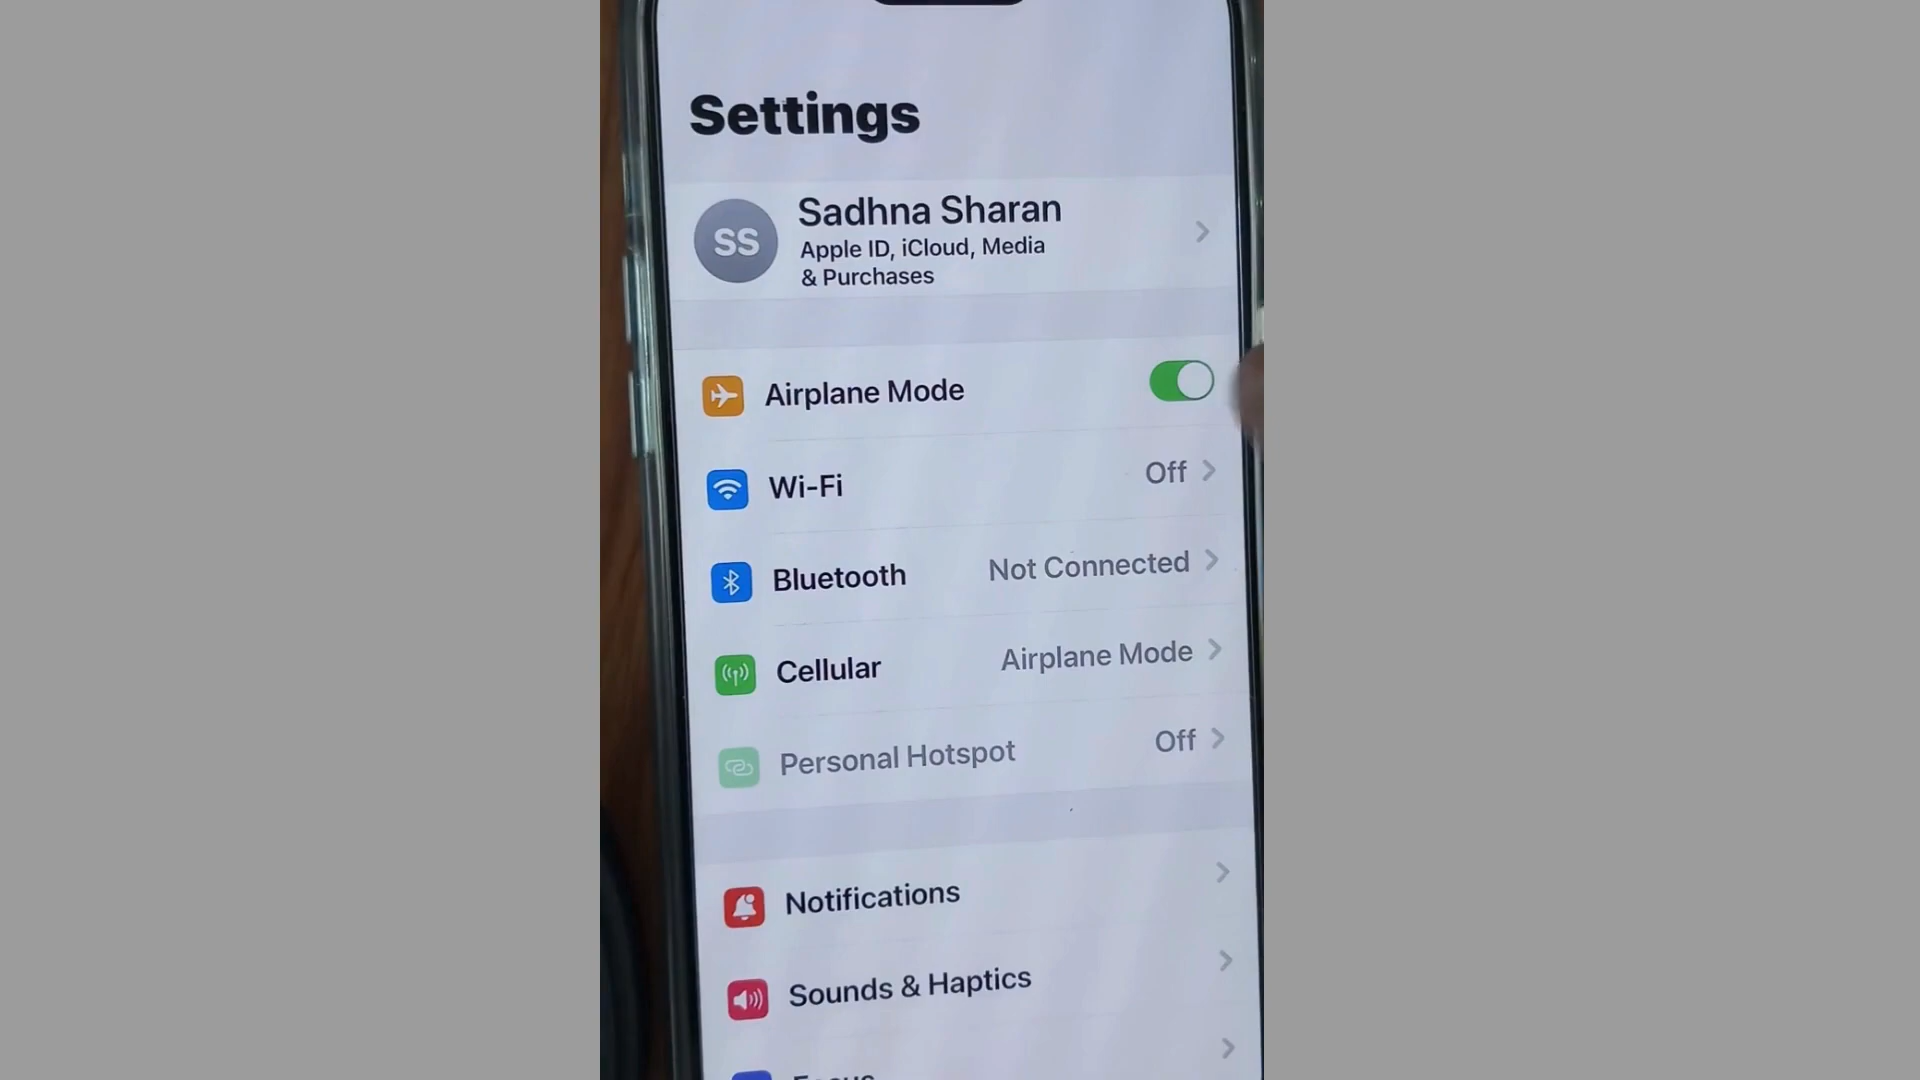 Settings
SS
Sadhna Sharan
Apple ID, iCloud, Media
& Purchases
Airplane Mode
Wi-Fi
Off
Bluetooth
Not Connected
Cellular
Airplane Mode
Personal Hotspot
Off
Notifications
Sounds & Haptics
Focus